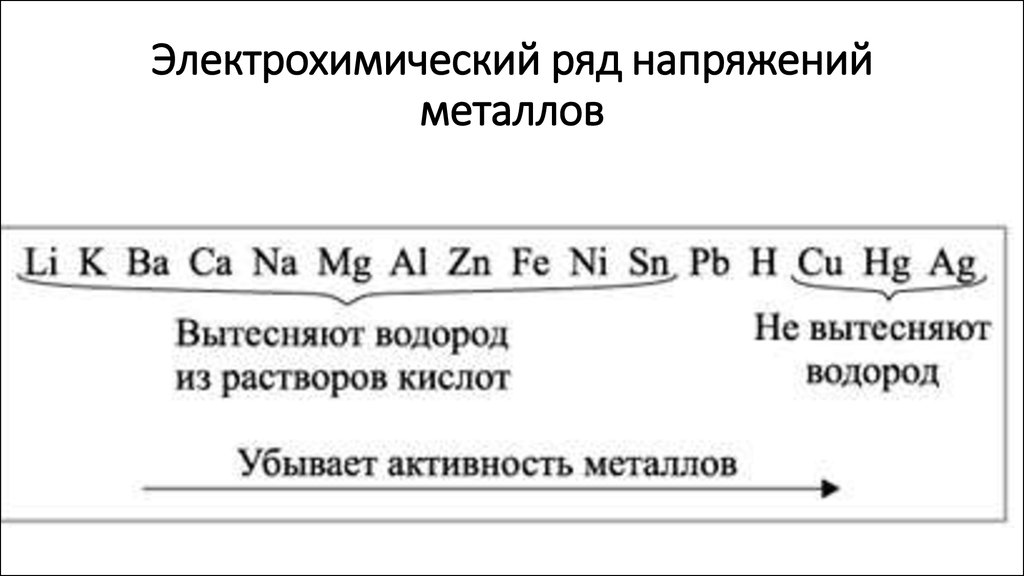 Электрохимический ряд напряжений
металлов
Li K Ba Ca Na Mg Al Zn Fe Ni Sn Pb H Cu Hg Ag
Вытесняют водород
из растворов кислот
Не вытесняют
водород
Убывает активность металлов